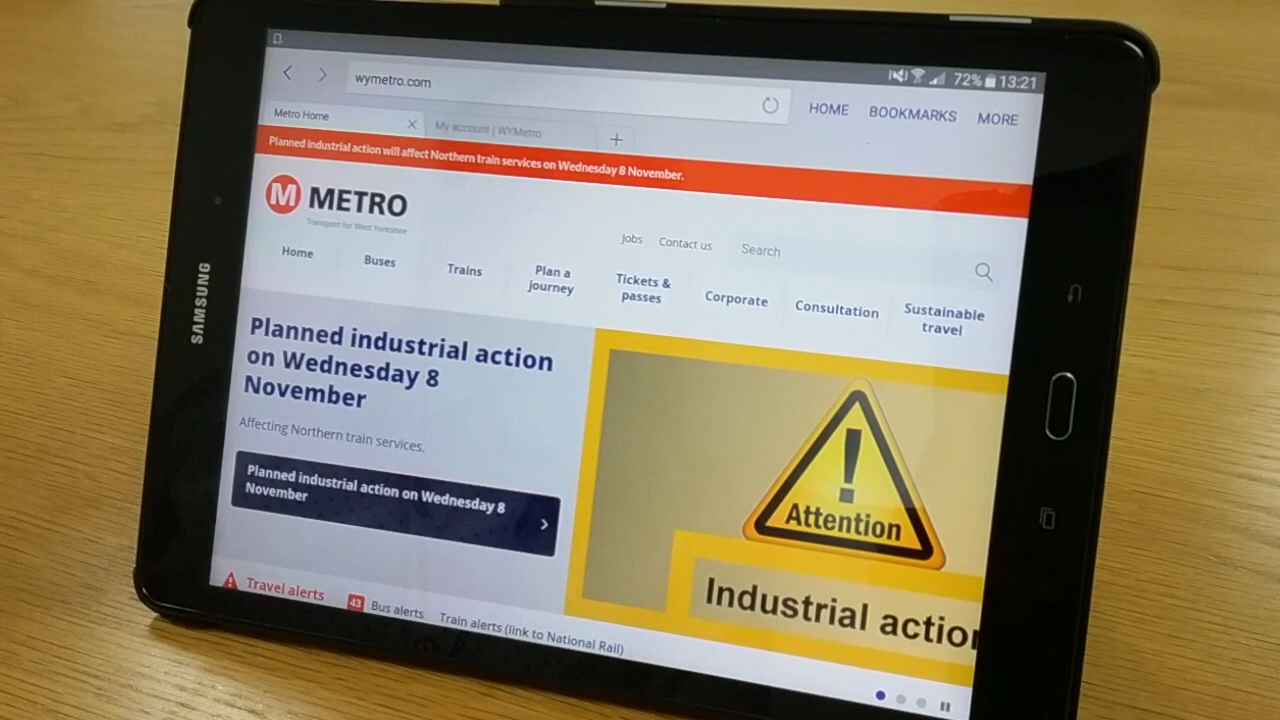 SAMSUNG
72% 13:21
wymetro.com
HOME BOOKMARKS MORE
Metro Home
My account | WYMetro
Planned industrial action will affect Northern train services on Wednesday 8 November.
M METRO
Transport for West Yorkshire
Jobs Contact us Search
Home Buses Trains Plan a
journey Tickets &
passes Corporate Consultation Sustainable
travel
Planned industrial action
on Wednesday 8
November
Affecting Northern train services.
Planned industrial action on Wednesday 8
November
Attention
Industrial action
Travel alerts 43 Bus alerts Train alerts (link to National Rail)